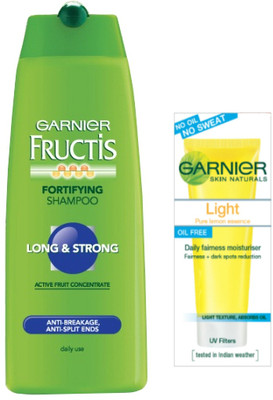 GARNIER
FRUCTIS
FORTIFYING
SHAMPOO
LONG & STRONG
ACTIVE FRUIT CONCENTRATE
ANTI-BREAKAGE,
ANTI-SPLIT ENDS
daily use
NO OIL
NO SWEAT
GARNIER
SKIN NATURALS
Light
Pure lemon essence
OIL FREE
Daily fairness moisturiser
Fairness + dark spots reduction
LIGHT TEXTURE, ABSORBS OIL
UV Filters
[ tested in Indian weather ]